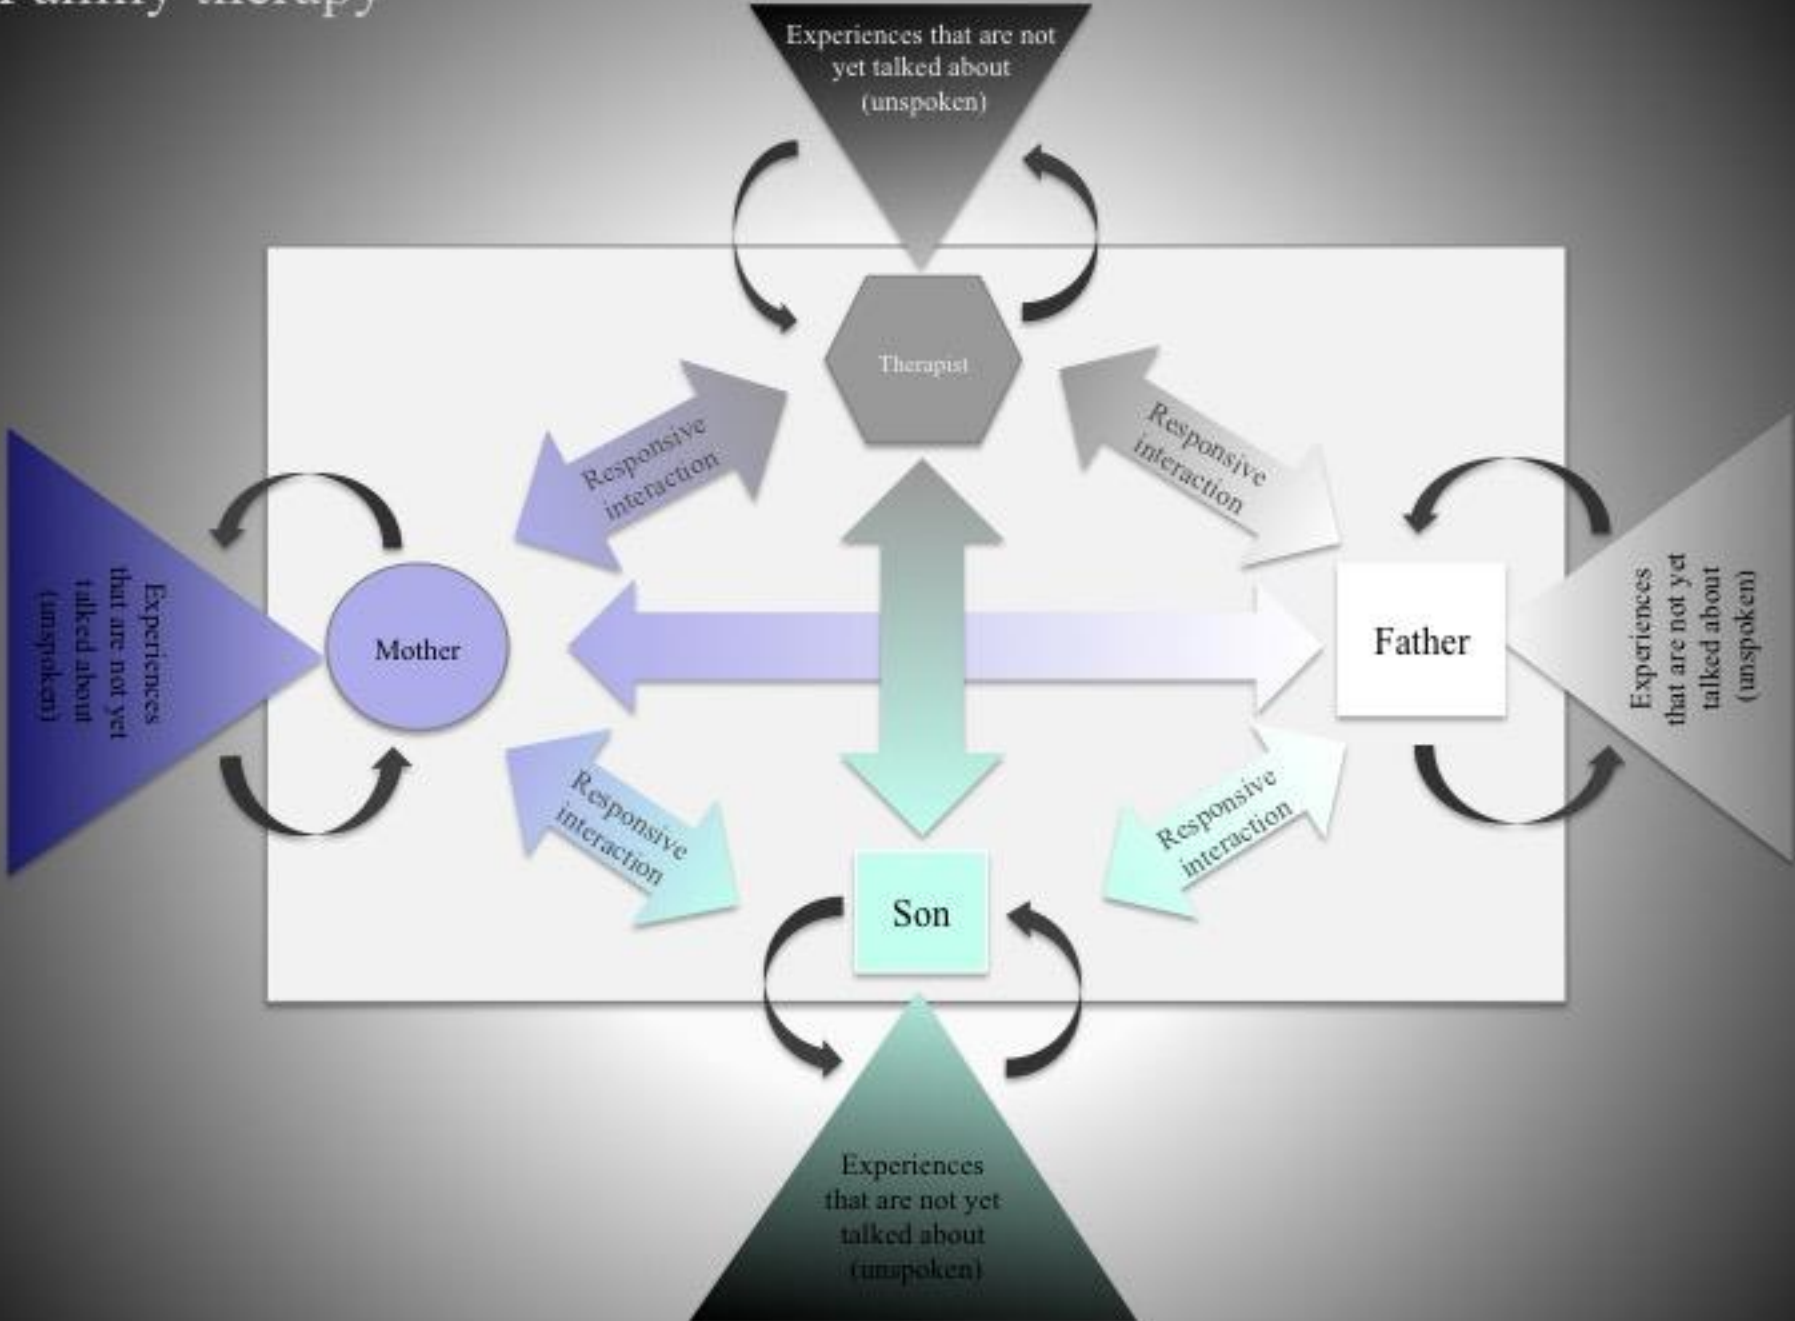 Family therapy
Experiences that are not
yet talked about
(unspoken)
Therapist
Responsive
interaction
Responsive
interaction
Experiences
that are not yet
talked about
(unspoken)
Mother
Father
Experiences
that are not yet
talked about
(unspoken)
Responsive
interaction
Responsive
interaction
Son
Experiences
that are not yet
talked about
(unspoken)